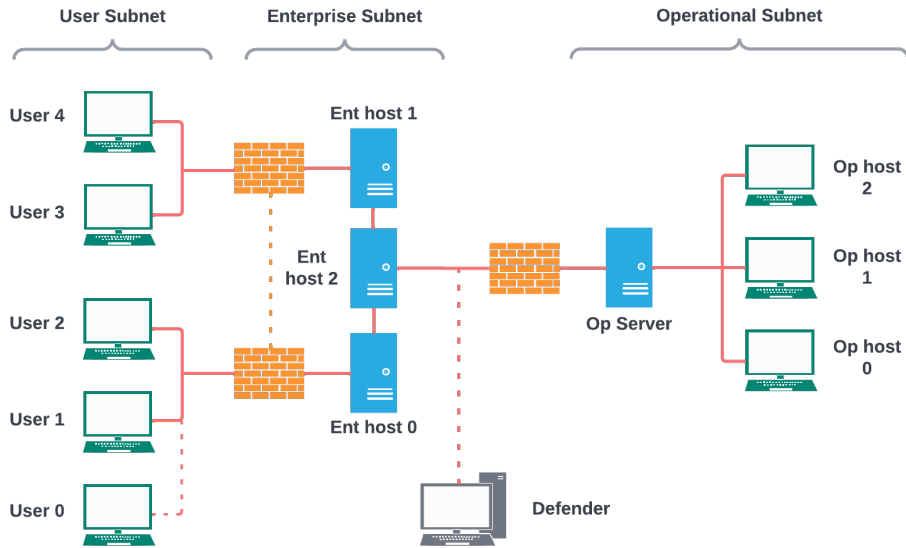 User Subnet
Enterprise Subnet
Operational Subnet
User 4
Ent host 1
Op host
2
User 3
Ent
host 2
Op host
1
User 2
Op Server
Op host
0
User 1
Ent host 0
User 0
Defender